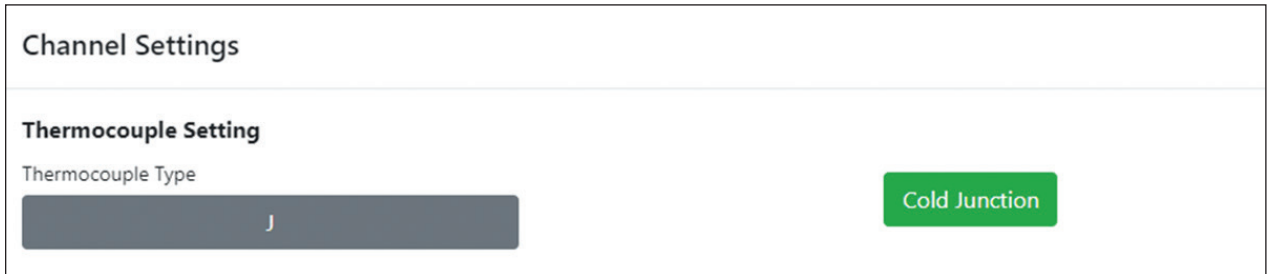 Channel Settings
Thermocouple Setting
Thermocouple Type
J
Cold Junction